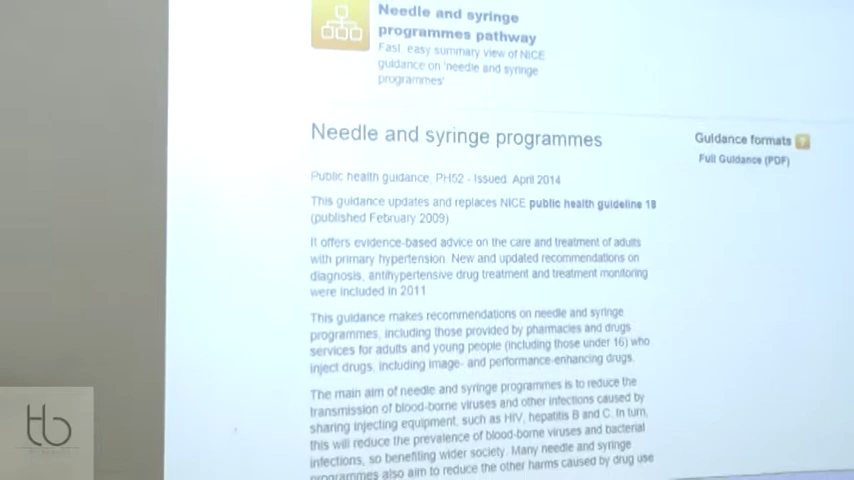 Needle and syringe
programmes pathway
Fast, easy summary view of NICE
guidance on 'needle and syringe
programmes'
Needle and syringe programmes
Guidance formats ?
Full Guidance (PDF)
Public health guidance, PH52 - Issued: April 2014
This guidance updates and replaces NICE public health guideline 18
(published February 2009)
It offers evidence-based advice on the care and treatment of adults
with primary hypertension. New and updated recommendations on
diagnosis, antihypertensive drug treatment and treatment monitoring
were included in 2011
This guidance makes recommendations on needle and syringe
programmes, including those provided by pharmacies and drugs
services for adults and young people (including those under 16) who
inject drugs, including image- and performance-enhancing drugs.
The main aim of needle and syringe programmes is to reduce the
transmission of blood-borne viruses and other infections caused by
sharing injecting equipment, such as HIV, hepatitis B and C. In turn,
this will reduce the prevalence of blood-borne viruses and bacterial
infections, so benefiting wider society. Many needle and syringe
programmes also aim to reduce the other harms caused by drug use
tb